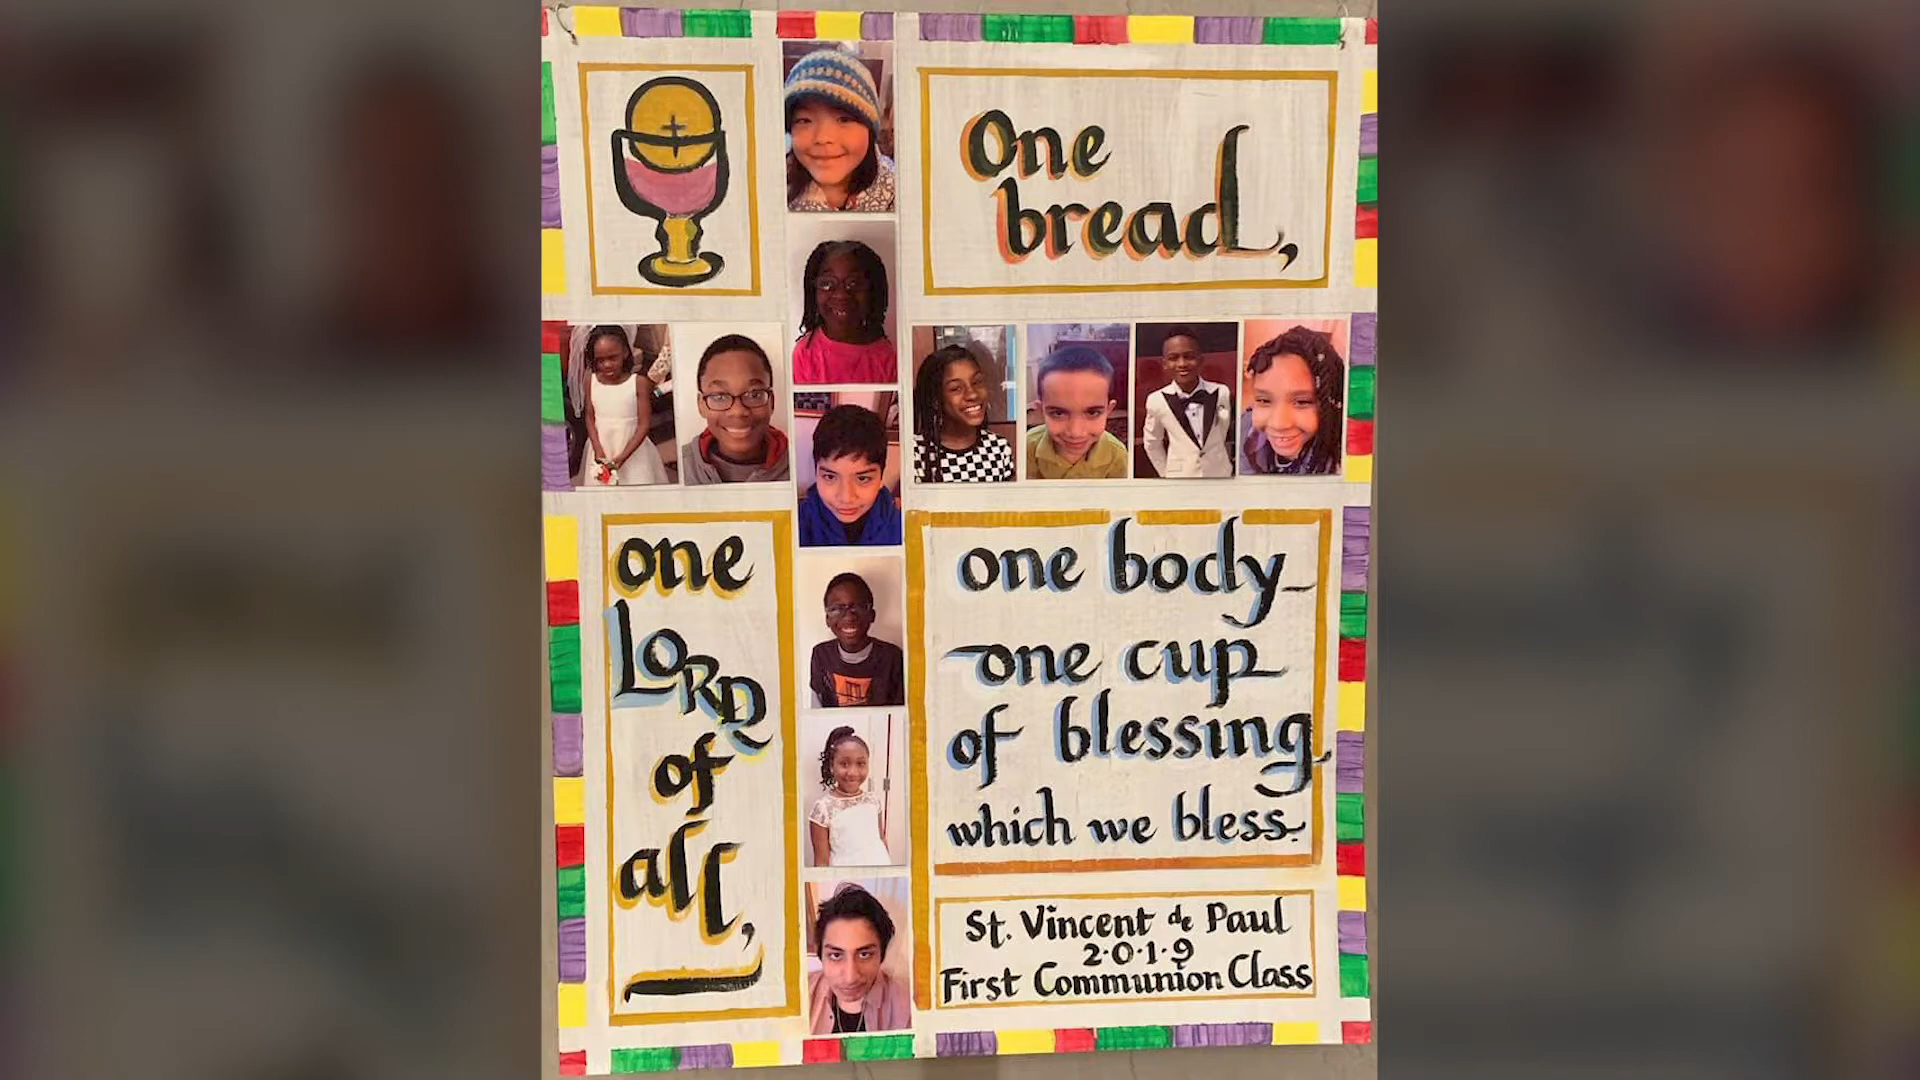 One
bread,
one body
one cup
of blessing
which we bless.
one
LORD
of
all,
St. Vincent de Paul
2·0·1·9
First Communion Class